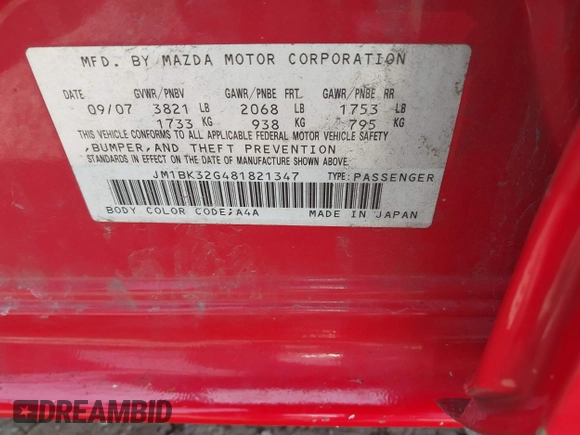 MFD. BY MAZDA MOTOR CORPORATION
DATE GVWR/PNBV GAWR/PNBE FRT. GAWR/PNBE RR
09/07 3821 LB 2068 LB 1753 LB
1733 KG 938 KG 795 KG
THIS VEHICLE CONFORMS TO ALL APPLICABLE FEDERAL MOTOR VEHICLE SAFETY
,BUMPER,AND THEFT PREVENTION
STANDARDS IN EFFECT ON THE DATE OF MANUFACTURE SHOWN ABOVE.
JM1BK32G481821347 TYPE:PASSENGER
BODY COLOR CODE;A4A MADE IN JAPAN
DREAMBID